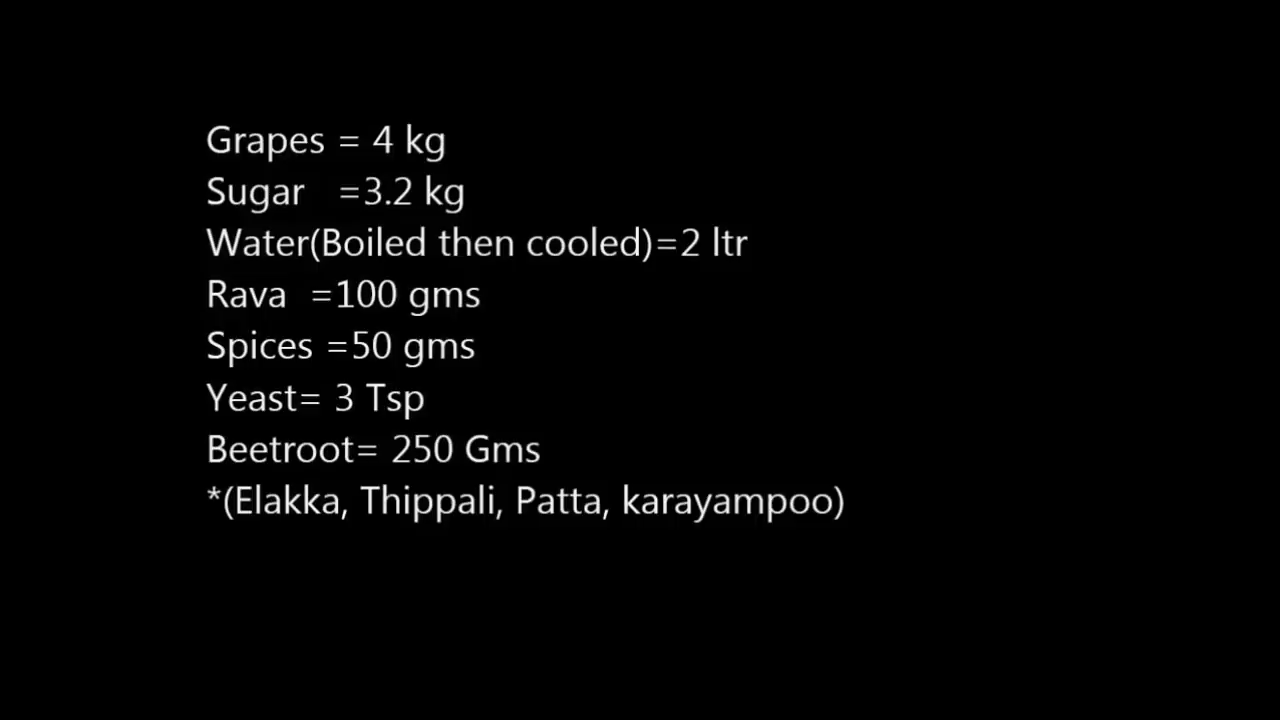 Grapes = 4 kg
Sugar =3.2 kg
Water(Boiled then cooled)=2 ltr
Rava =100 gms
Spices =50 gms
Yeast= 3 Tsp
Beetroot= 250 Gms
*(Elakka, Thippali, Patta, karayampoo)